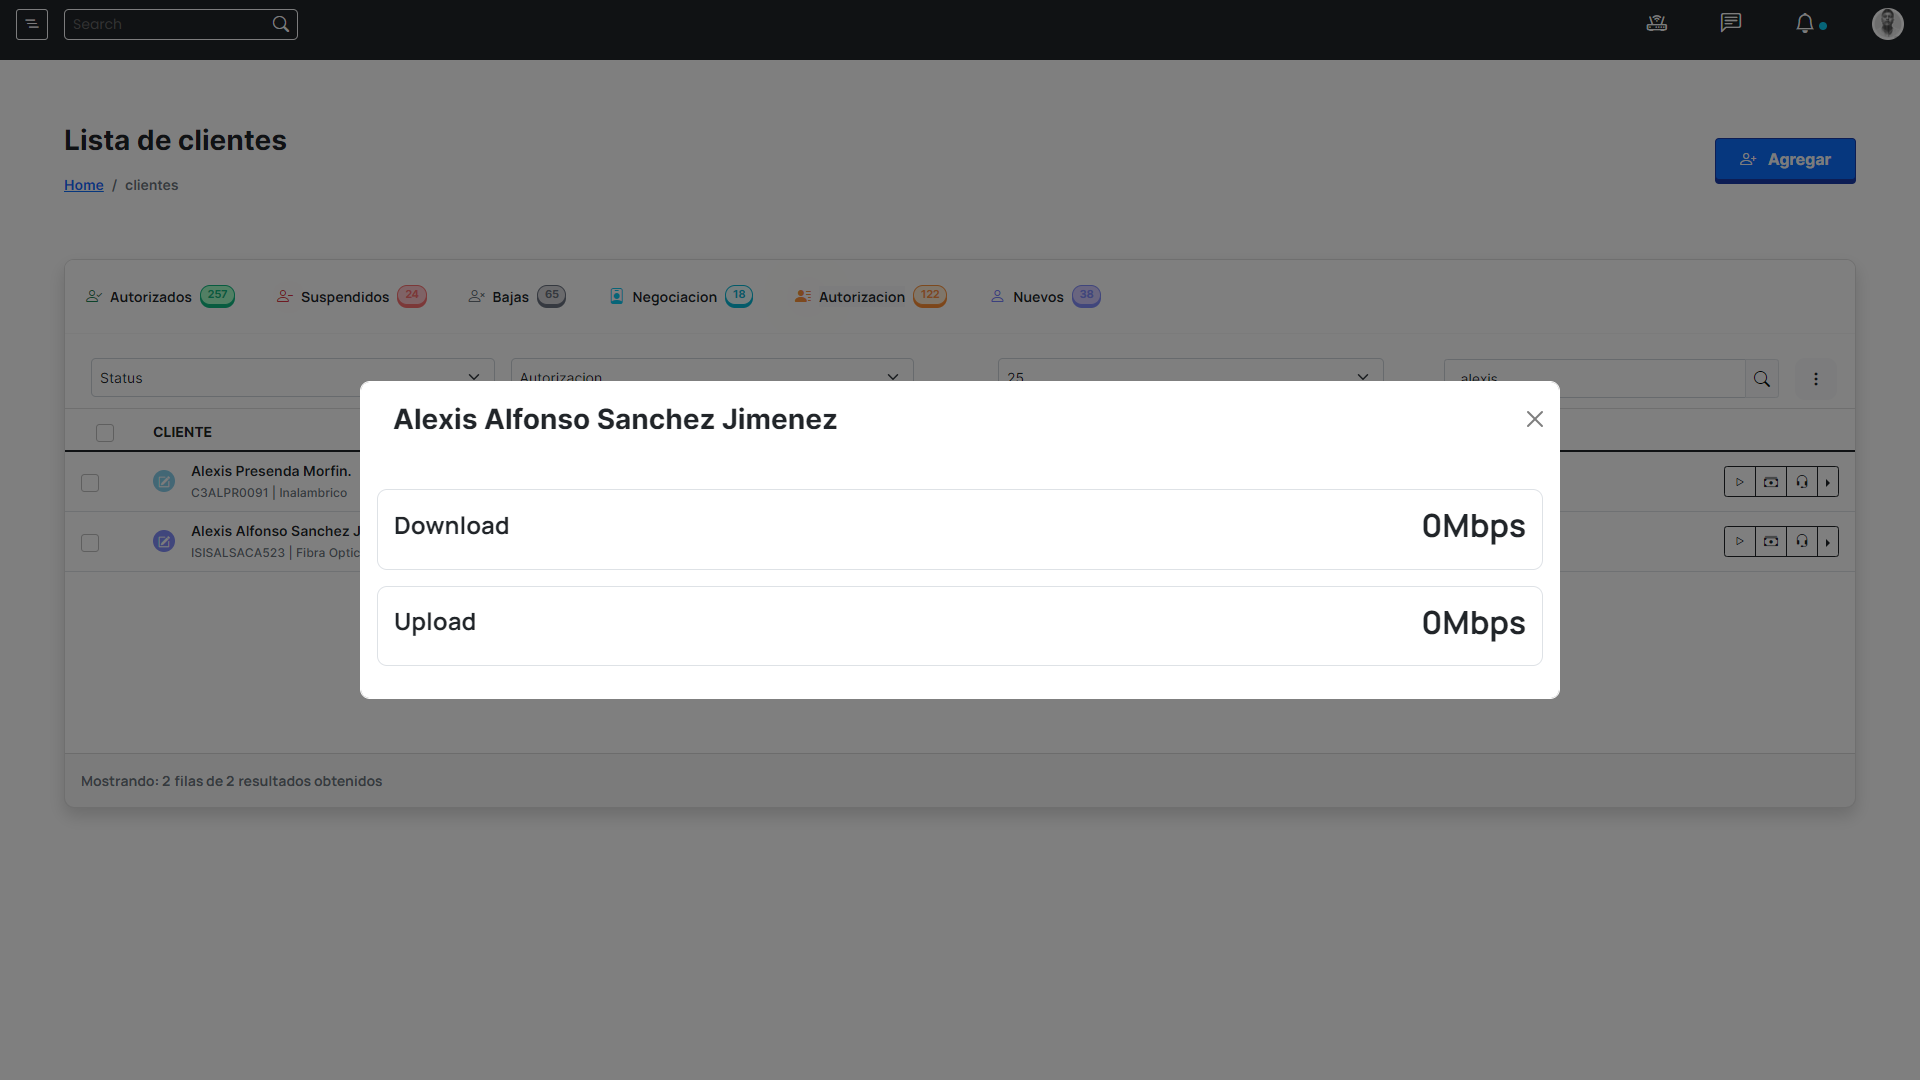 Search
Lista de clientes
Agregar
Home / clientes
Autorizados 257 Suspendidos 24 Bajas 65 Negociacion 18 Autorizacion 122 Nuevos 38
Status Autorizacion 25 alexis
Alexis Alfonso Sanchez Jimenez
CLIENTE
Alexis Presenda Morfin.
C3ALPR0091 | Inalambrico
Download 0Mbps
Alexis Alfonso Sanchez J
ISISALSACA523 | Fibra Optic
Upload 0Mbps
Mostrando: 2 filas de 2 resultados obtenidos